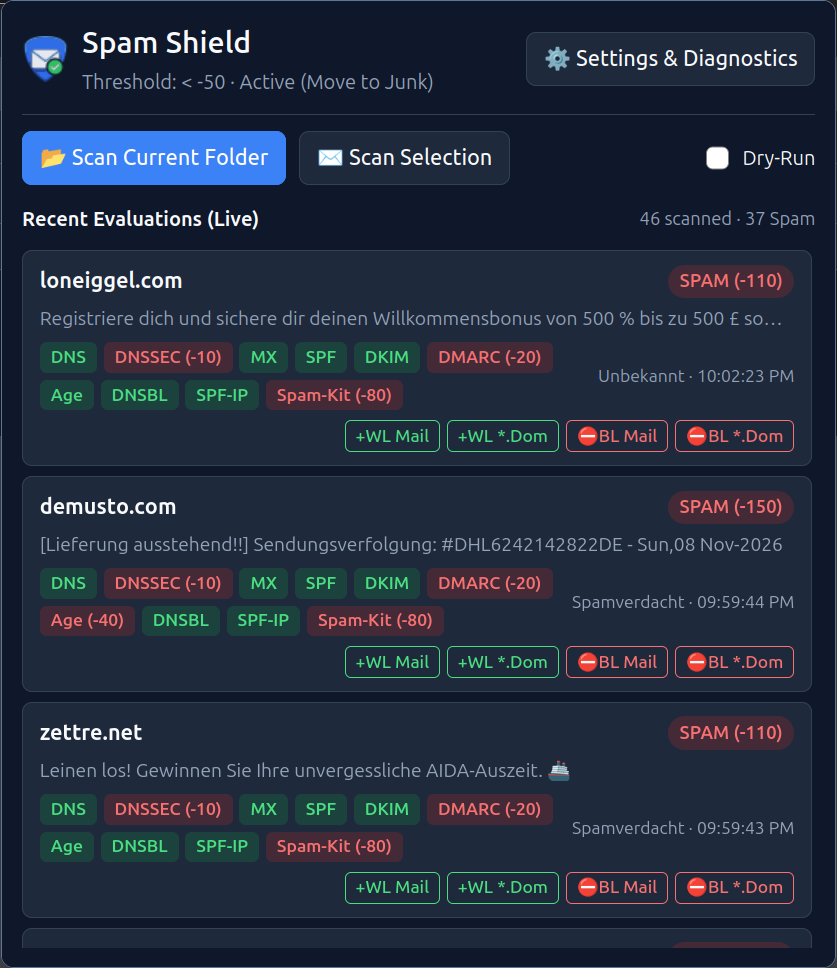 Spam Shield
Threshold: < -50 · Active (Move to Junk)
⚙️ Settings & Diagnostics
📂 Scan Current Folder
✉️ Scan Selection
Dry-Run
Recent Evaluations (Live)
46 scanned · 37 Spam
loneiggel.com
SPAM (-110)
Registriere dich und sichere dir deinen Willkommensbonus von 500 % bis zu 500 £ so…
DNS DNSSEC (-10) MX SPF DKIM DMARC (-20)
Age DNSBL SPF-IP Spam-Kit (-80)
Unbekannt · 10:02:23 PM
+WL Mail +WL *.Dom ⛔BL Mail ⛔BL *.Dom
demusto.com
SPAM (-150)
[Lieferung ausstehend!!] Sendungsverfolgung: #DHL6242142822DE - Sun,08 Nov-2026
DNS DNSSEC (-10) MX SPF DKIM DMARC (-20)
Age (-40) DNSBL SPF-IP Spam-Kit (-80)
Spamverdacht · 09:59:44 PM
+WL Mail +WL *.Dom ⛔BL Mail ⛔BL *.Dom
zettre.net
SPAM (-110)
Leinen los! Gewinnen Sie Ihre unvergessliche AIDA-Auszeit. 🚢
DNS DNSSEC (-10) MX SPF DKIM DMARC (-20)
Age DNSBL SPF-IP Spam-Kit (-80)
Spamverdacht · 09:59:43 PM
+WL Mail +WL *.Dom ⛔BL Mail ⛔BL *.Dom